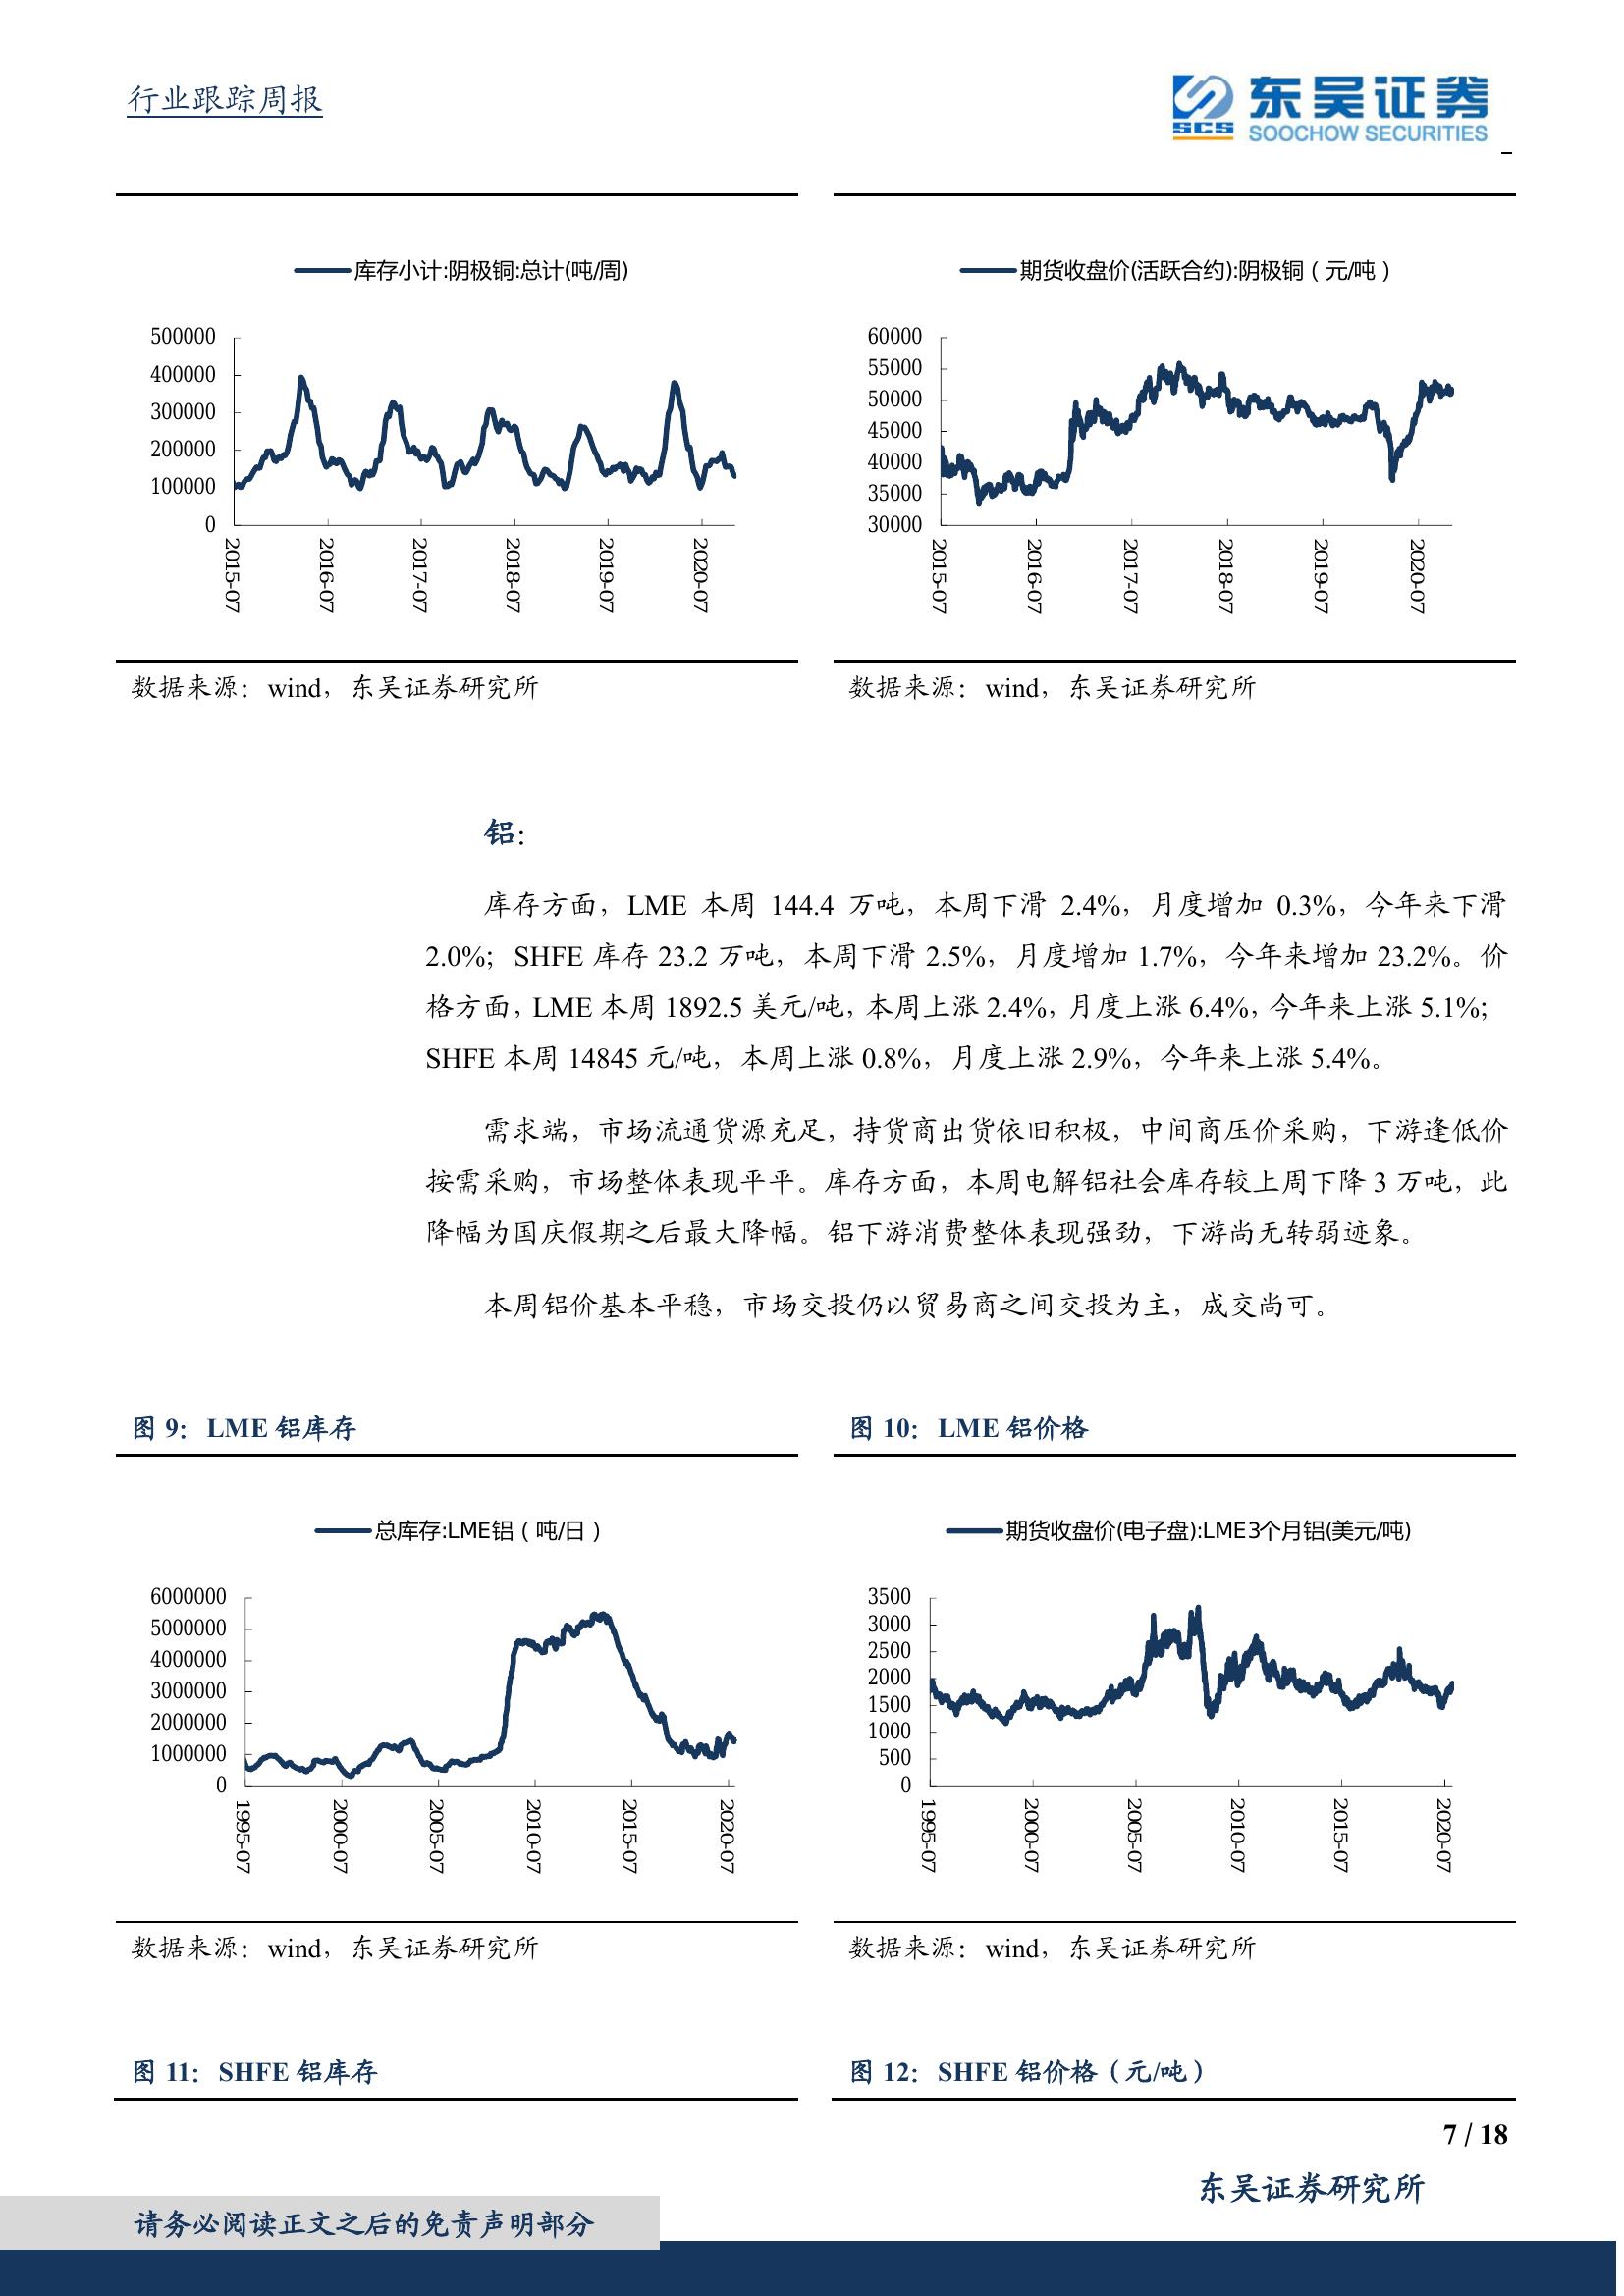 行业跟踪周报
东吴证券
SCS
SOOCHOW SECURITIES
库存小计:阴极铜:总计(吨/周)
500000
400000
300000
200000
100000
0
2015-07
2016-07
2017-07
2018-07
2019-07
2020-07
期货收盘价(活跃合约):阴极铜（元/吨）
60000
55000
50000
45000
40000
35000
30000
2015-07
2016-07
2017-07
2018-07
2019-07
2020-07
数据来源：wind，东吴证券研究所
数据来源：wind，东吴证券研究所
铝：
库存方面，LME 本周 144.4 万吨，本周下滑 2.4%，月度增加 0.3%，今年来下滑
2.0%；SHFE 库存 23.2 万吨，本周下滑 2.5%，月度增加 1.7%，今年来增加 23.2%。价
格方面，LME 本周 1892.5 美元/吨，本周上涨 2.4%，月度上涨 6.4%，今年来上涨 5.1%；
SHFE 本周 14845 元/吨，本周上涨 0.8%，月度上涨 2.9%，今年来上涨 5.4%。
需求端，市场流通货源充足，持货商出货依旧积极，中间商压价采购，下游逢低价
按需采购，市场整体表现平平。库存方面，本周电解铝社会库存较上周下降 3 万吨，此
降幅为国庆假期之后最大降幅。铝下游消费整体表现强劲，下游尚无转弱迹象。
本周铝价基本平稳，市场交投仍以贸易商之间交投为主，成交尚可。
图 9：LME 铝库存
图 10：LME 铝价格
总库存:LME铝（吨/日）
6000000
5000000
4000000
3000000
2000000
1000000
0
1995-07
2000-07
2005-07
2010-07
2015-07
2020-07
期货收盘价(电子盘):LME3个月铝(美元/吨)
3500
3000
2500
2000
1500
1000
500
0
1995-07
2000-07
2005-07
2010-07
2015-07
2020-07
数据来源：wind，东吴证券研究所
数据来源：wind，东吴证券研究所
图 11：SHFE 铝库存
图 12：SHFE 铝价格（元/吨）
7 / 18
东吴证券研究所
请务必阅读正文之后的免责声明部分